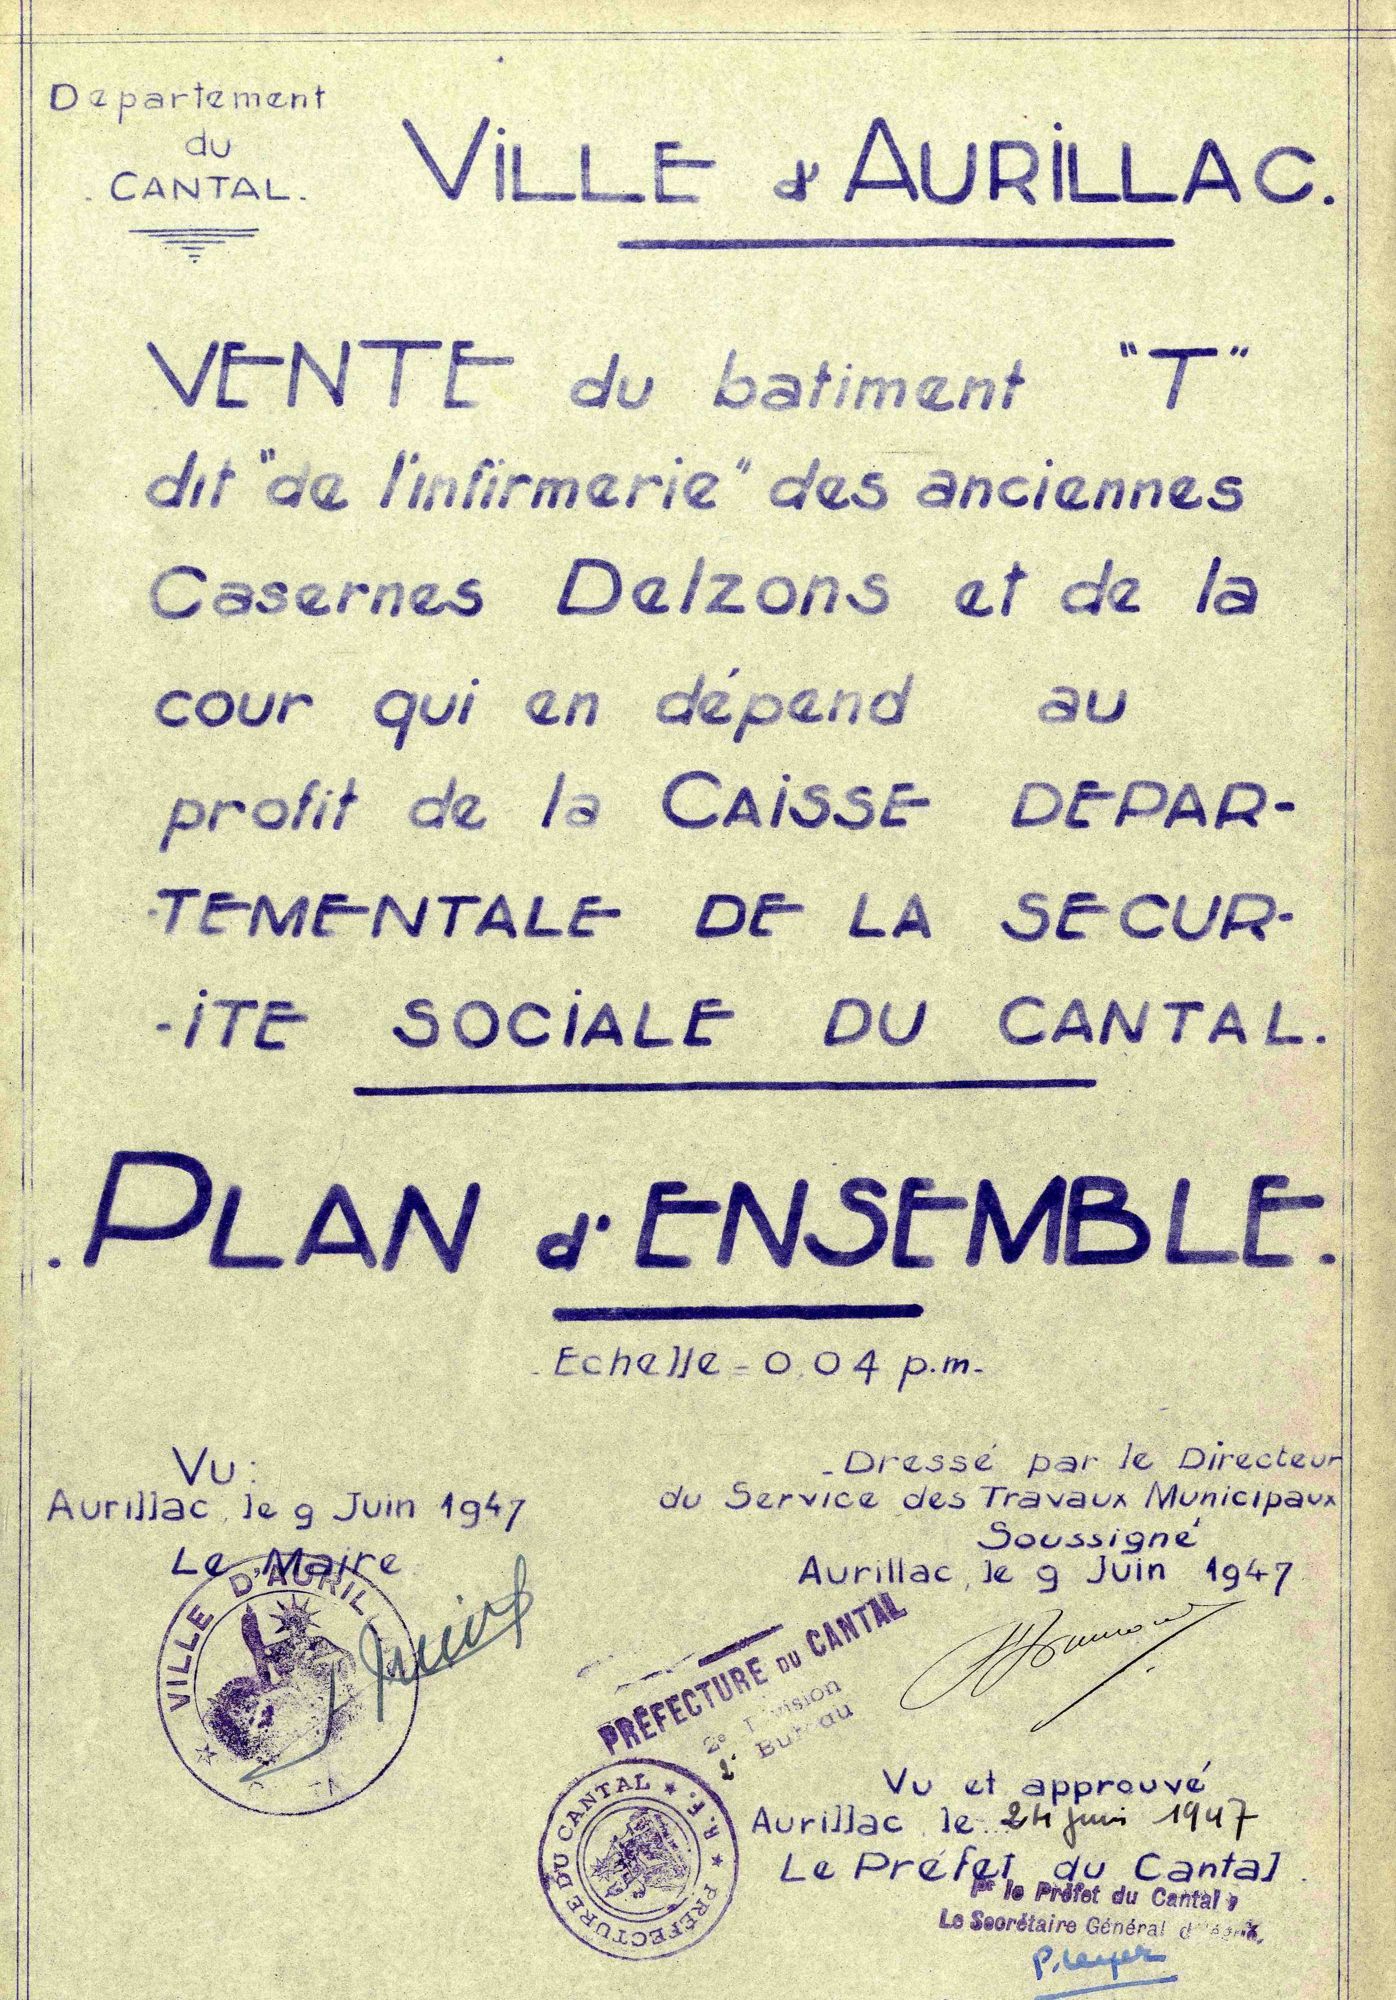 Departement
du
. CANTAL.
VILLE d'AURILLAC.
VENTE du batiment "T"
dit "de l'infirmerie" des anciennes
Casernes Delzons et de la
cour qui en dépend au
profit de la CAISSE DEPAR-
-TEMENTALE DE LA SECUR-
-ITE SOCIALE DU CANTAL.
. PLAN d'ENSEMBLE.
- Echelle = 0,04 p.m-
Vu:
Aurillac, le 9 Juin 1947
Le Maire
VILLE D'AURIL
- Dressé par le Directeur
du Service des Travaux Municipaux
Soussigné
Aurillac, le 9 Juin 1947
PRÉFECTURE DU CANTAL
2e Division
Bureau
PRÉFECTURE DU CANTAL ★ R.F. ★
Vu et approuvé
Aurillac le 24 juin 1947
Le Préfet du Cantal.
Pr le Préfet du Cantal,
Le Secrétaire Général